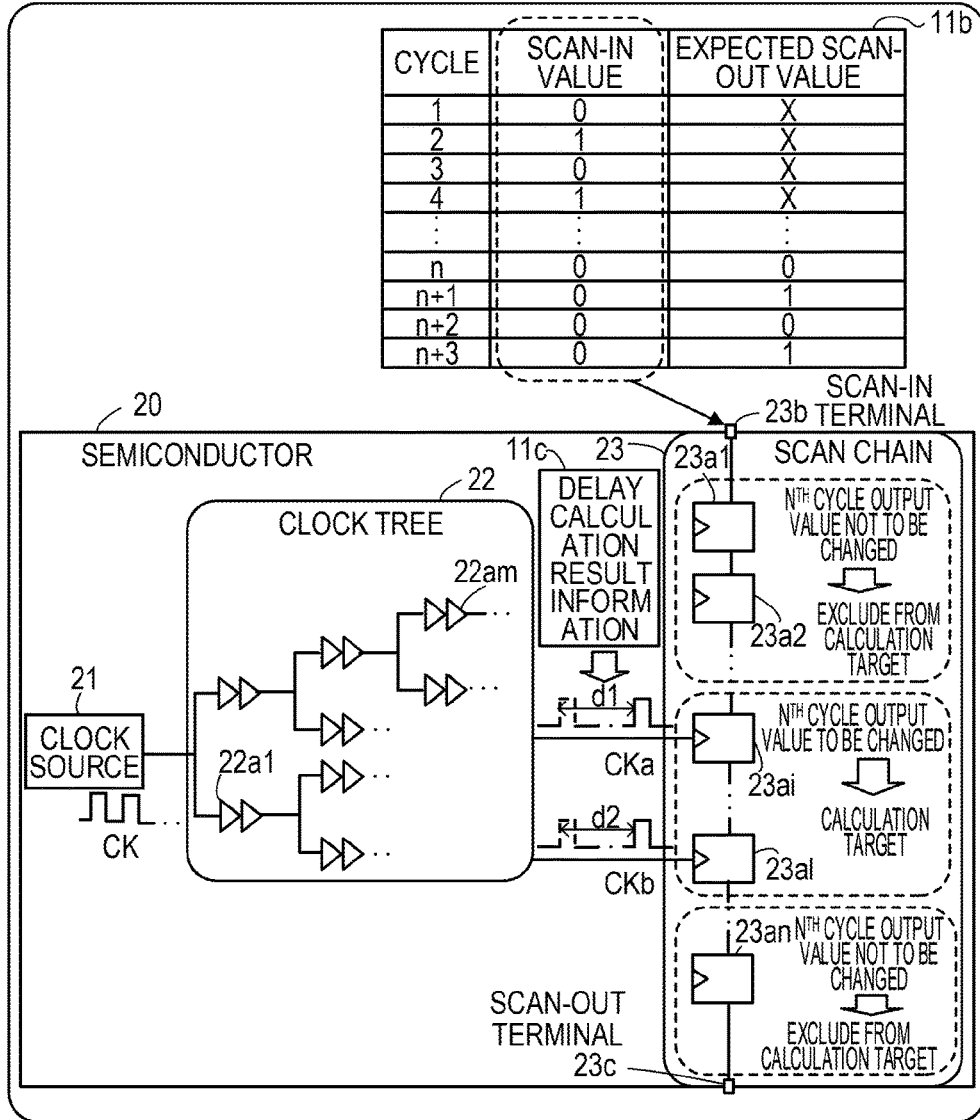 11b
CYCLE SCAN-IN VALUE EXPECTED SCAN-OUT VALUE
1 0 X
2 1 X
3 0 X
4 1 X
⋮ ⋮ ⋮
n 0 0
n+1 0 1
n+2 0 0
n+3 0 1
20
SEMICONDUCTOR
SCAN-IN
23b TERMINAL
23
SCAN CHAIN
22
CLOCK TREE
22am
22a1
21
CLOCK
SOURCE
CK
11c
DELAY
CALCUL
ATION
RESULT
INFORM
ATION
d1
CKa
d2
CKb
23a1
23a2
NTH CYCLE OUTPUT
VALUE NOT TO BE
CHANGED
EXCLUDE FROM
CALCULATION
TARGET
NTH CYCLE OUTPUT
VALUE TO BE CHANGED
23ai
CALCULATION
TARGET
23al
23an
NTH CYCLE OUTPUT
VALUE NOT TO BE
CHANGED
EXCLUDE FROM
CALCULATION TARGET
SCAN-OUT
TERMINAL
23c